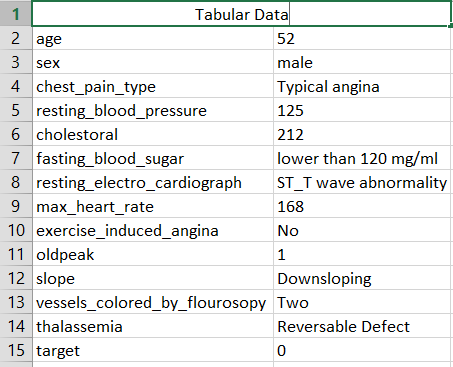 1 Tabular Data
2 age 52
3 sex male
4 chest_pain_type Typical angina
5 resting_blood_pressure 125
6 cholestoral 212
7 fasting_blood_sugar lower than 120 mg/ml
8 resting_electro_cardiograph ST_T wave abnormality
9 max_heart_rate 168
10 exercise_induced_angina No
11 oldpeak 1
12 slope Downsloping
13 vessels_colored_by_flourosopy Two
14 thalassemia Reversable Defect
15 target 0